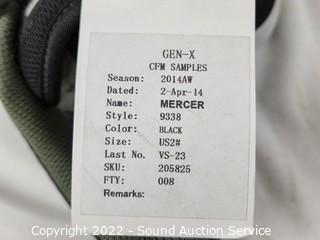 GEN-X
CFM SAMPLES
Season: 2014AW
Dated: 2-Apr-14
Name: MERCER
Style: 9338
Color: BLACK
Size: US2#
Last No. VS-23
SKU: 205825
FTY: 008
Remarks:
Copyright 2022 - Sound Auction Service